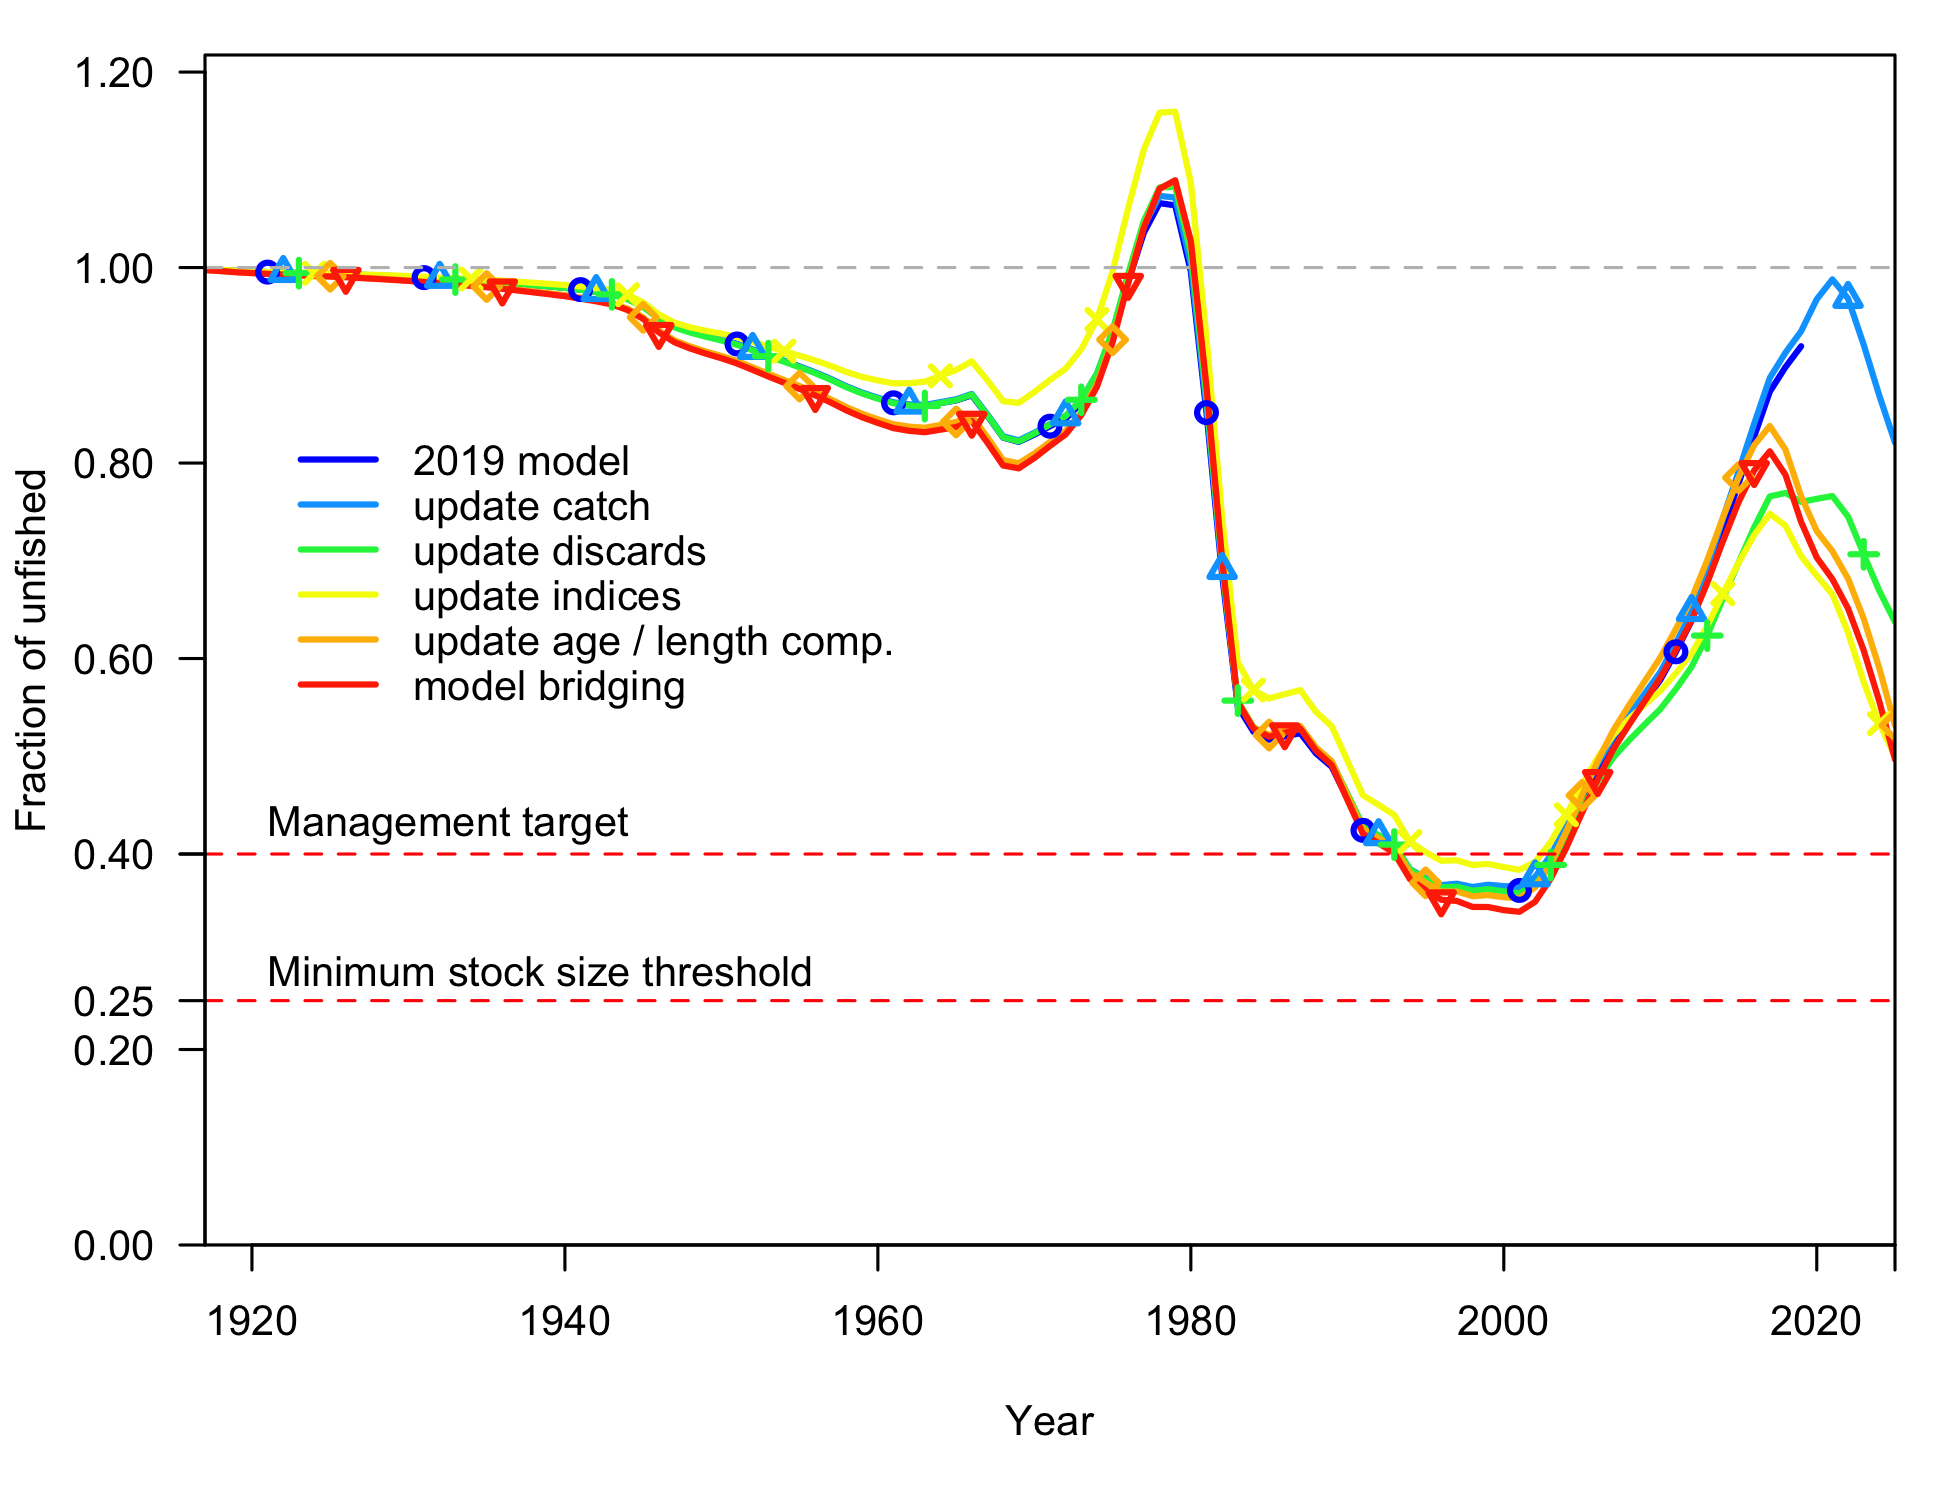 1.20
1.00
0.80
0.60
0.40
0.25
0.20
0.00
Fraction of unfished
2019 model
update catch
update discards
update indices
update age / length comp.
model bridging
Management target
Minimum stock size threshold
1920 1940 1960 1980 2000 2020
Year